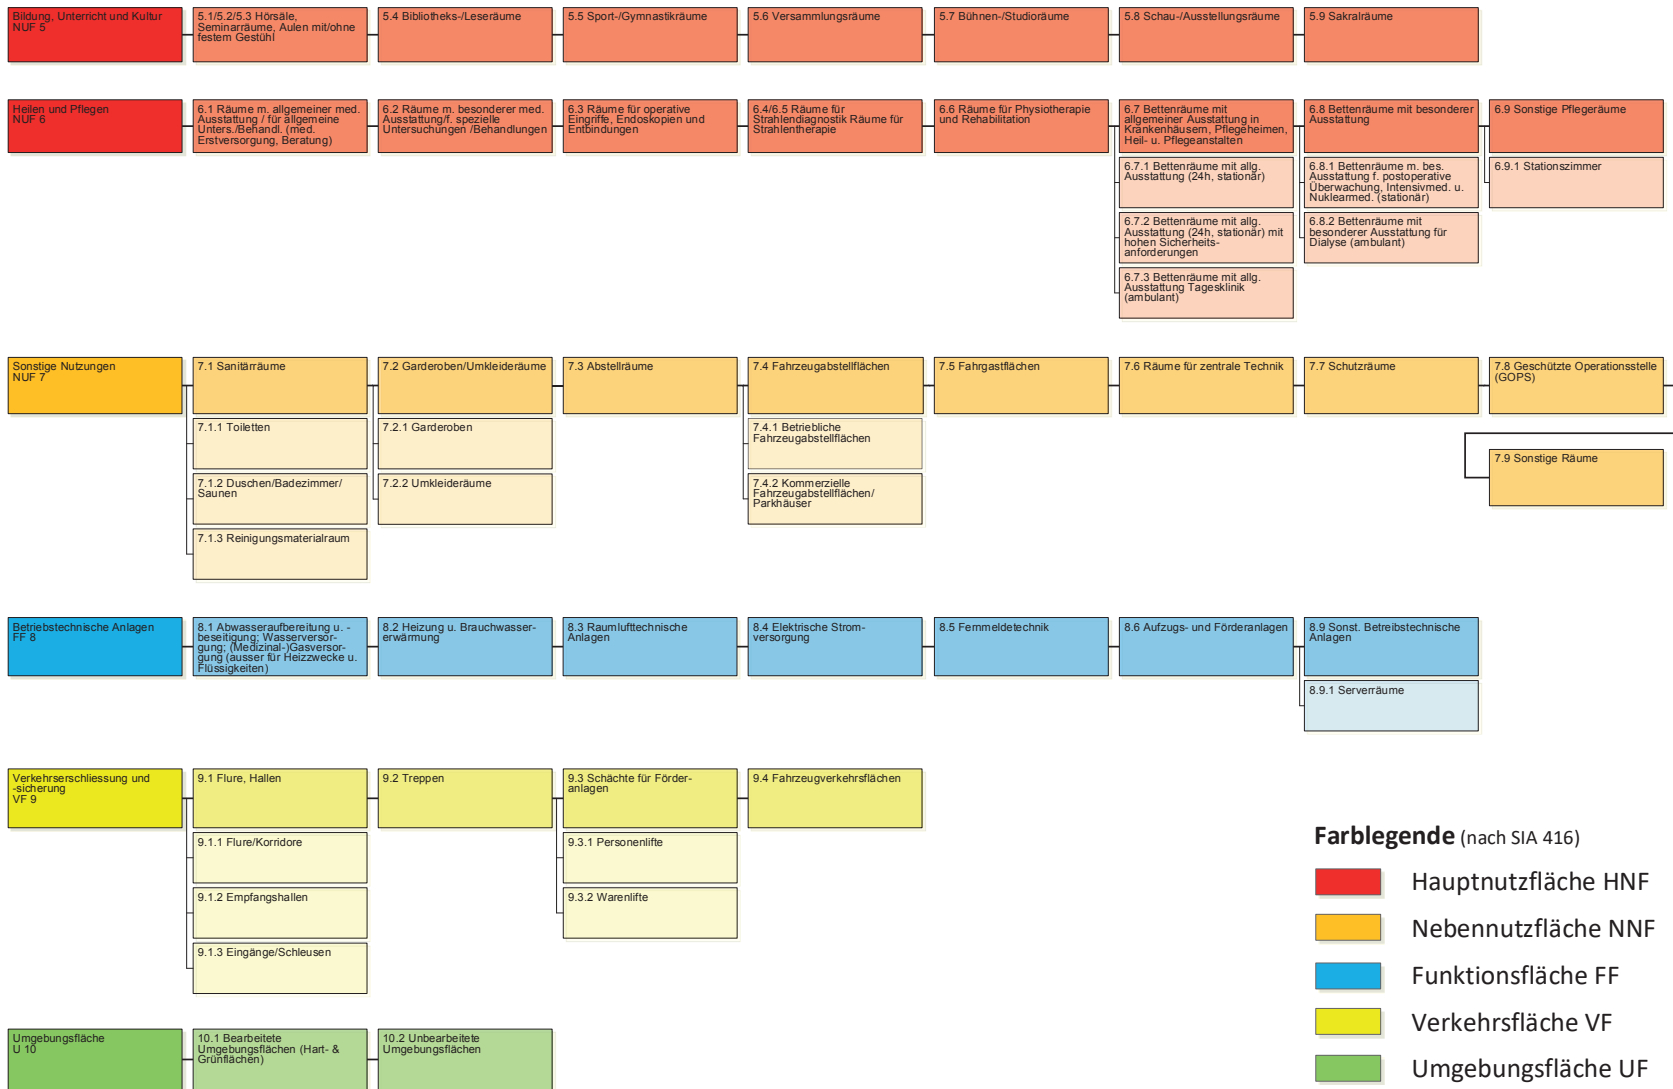 Bildung, Unterricht und Kultur
NUF 5
5.1/5.2/5.3 Hörsäle,
Seminarräume, Aulen mit/ohne
festem Gestühl
5.4 Bibliotheks-/Leseräume
5.5 Sport-/Gymnastikräume
5.6 Versammlungsräume
5.7 Bühnen-/Studioräume
5.8 Schau-/Ausstellungsräume
5.9 Sakralräume
Heilen und Pflegen
NUF 6
6.1 Räume m. allgemeiner med.
Ausstattung / für allgemeine
Unters./Behandl. (med.
Erstversorgung, Beratung)
6.2 Räume m. besonderer med.
Ausstattung/f. spezielle
Untersuchungen /Behandlungen
6.3 Räume für operative
Eingriffe, Endoskopien und
Entbindungen
6.4/6.5 Räume für
Strahlendiagnostik Räume für
Strahlentherapie
6.6 Räume für Physiotherapie
und Rehabilitation
6.7 Bettenräume mit
allgemeiner Ausstattung in
Krankenhäusern, Pflegeheimen,
Heil- u. Pflegeanstalten
6.8 Bettenräume mit besonderer
Ausstattung
6.9 Sonstige Pflegeräume
6.7.1 Bettenräume mit allg.
Ausstattung (24h, stationär)
6.8.1 Bettenräume m. bes.
Ausstattung f. postoperative
Überwachung, Intensivmed. u.
Nuklearmed. (stationär)
6.9.1 Stationszimmer
6.7.2 Bettenräume mit allg.
Ausstattung (24h, stationär) mit
hohen Sicherheits-
anforderungen
6.8.2 Bettenräume mit
besonderer Ausstattung für
Dialyse (ambulant)
6.7.3 Bettenräume mit allg.
Ausstattung Tagesklinik
(ambulant)
Sonstige Nutzungen
NUF 7
7.1 Sanitärräume
7.2 Garderoben/Umkleideräume
7.3 Abstellräume
7.4 Fahrzeugabstellflächen
7.5 Fahrgastflächen
7.6 Räume für zentrale Technik
7.7 Schutzräume
7.8 Geschützte Operationsstelle
(GOPS)
7.1.1 Toiletten
7.2.1 Garderoben
7.4.1 Betriebliche
Fahrzeugabstellflächen
7.9 Sonstige Räume
7.1.2 Duschen/Badezimmer/
Saunen
7.2.2 Umkleideräume
7.4.2 Kommerzielle
Fahrzeugabstellflächen/
Parkhäuser
7.1.3 Reinigungsmaterialraum
Betriebstechnische Anlagen
FF 8
8.1 Abwasseraufbereitung u. -
beseitigung; Wasserversor-
gung; (Medizinal-)Gasversor-
gung (ausser für Heizzwecke u.
Flüssigkeiten)
8.2 Heizung u. Brauchwasser-
erwärmung
8.3 Raumlufttechnische
Anlagen
8.4 Elektrische Strom-
versorgung
8.5 Fernmeldetechnik
8.6 Aufzugs- und Förderanlagen
8.9 Sonst. Betreibstechnische
Anlagen
8.9.1 Serverräume
Verkehrserschliessung und
-sicherung
VF 9
9.1 Flure, Hallen
9.2 Treppen
9.3 Schächte für Förder-
anlagen
9.4 Fahrzeugverkehrsflächen
9.1.1 Flure/Korridore
9.3.1 Personenlifte
9.1.2 Empfangshallen
9.3.2 Warenlifte
9.1.3 Eingänge/Schleusen
Umgebungsfläche
U 10
10.1 Bearbeitete
Umgebungsflächen (Hart- &
Grünflächen)
10.2 Unbearbeitete
Umgebungsflächen
Farblegende (nach SIA 416)
Hauptnutzfläche HNF
Nebennutzfläche NNF
Funktionsfläche FF
Verkehrsfläche VF
Umgebungsfläche UF